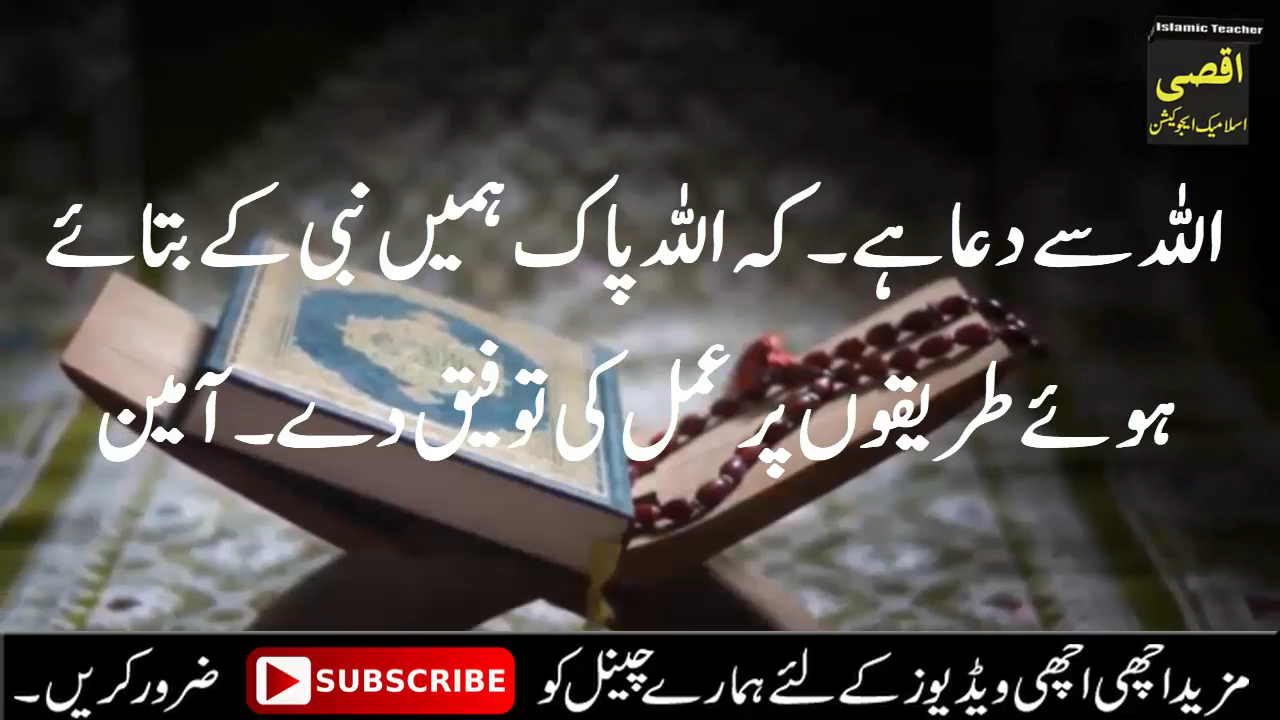 Islamic Teacher
اقصی
اسلامیک ایجوکیشن
اللہ سے دعا ہے۔ کہ اللہ پاک ہمیں نبی کے بتائے
ہوئے طریقوں پر عمل کی توفیق دے۔ آمین
مزید اچھی اچھی ویڈیوز کے لئے ہمارے چینل کو SUBSCRIBE ضرور کریں۔